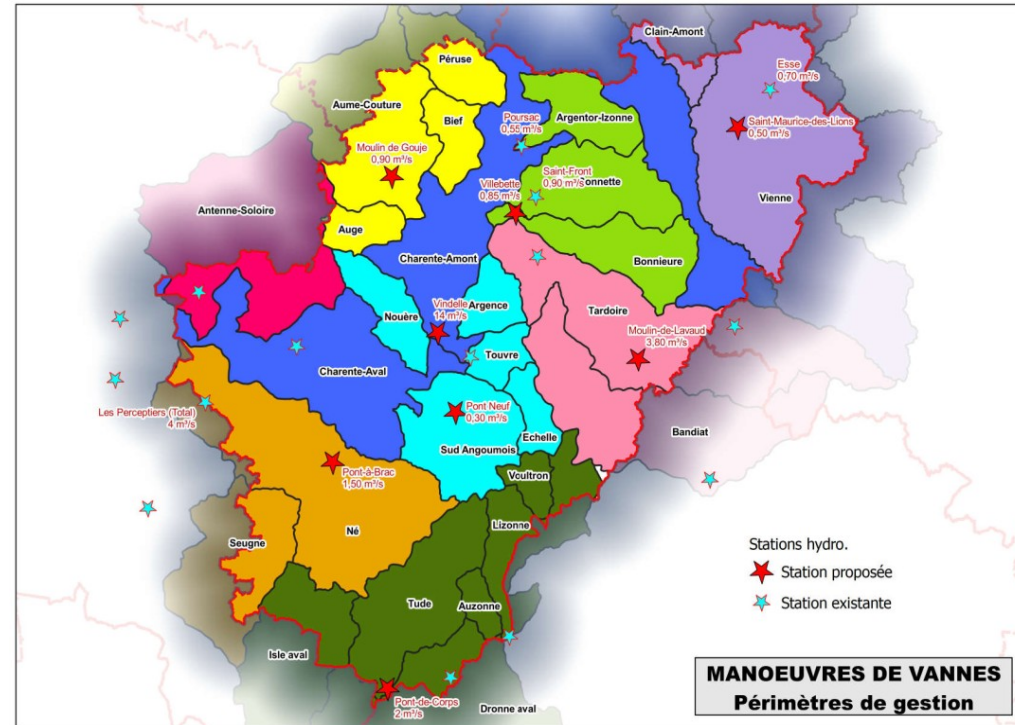 Clain-Amont
Péruse
Esse
0,70 m³/s
Aume-Couture
Bief
Poursac
0,55 m³/s
Argentor-Izonne
Saint-Maurice-des-Lions
0,50 m³/s
Moulin de Gouje
0,90 m³/s
Saint-Front
0,90 m³/s
Villebette
0,85 m³/s
onnette
Vienne
Antenne-Soloire
Auge
Charente-Amont
Bonnieure
Nouère
Vindelle
14 m³/s
Argence
Tardoire
Moulin-de-Lavaud
3,80 m³/s
Touvre
Charente-Aval
Les Perceptiers (Total)
4 m³/s
Pont Neuf
0,30 m³/s
Echelle
Bandiat
Sud Angoumois
Pont-à-Brac
1,50 m³/s
Voultron
Né
Lizonne
Seugne
Tude
Auzonne
Isle aval
Pont-de-Corps
2 m³/s
Dronne aval
Stations hydro.
Station proposée
Station existante
MANOEUVRES DE VANNES
Périmètres de gestion